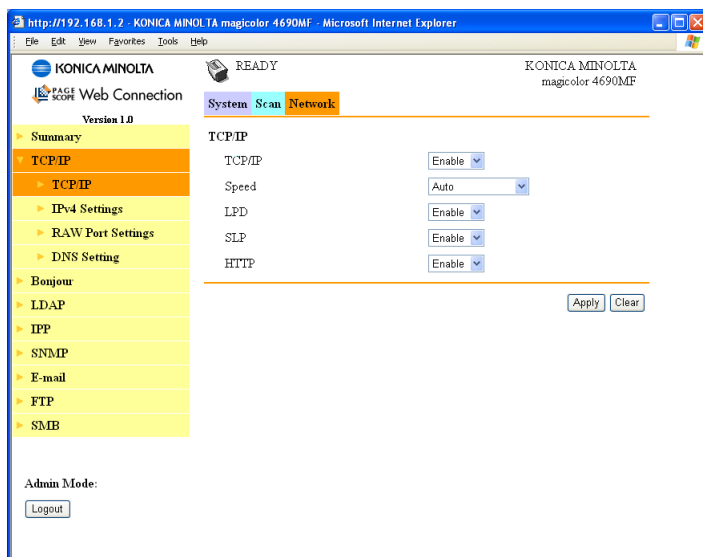 http://192.168.1.2 - KONICA MINOLTA magicolor 4690MF - Microsoft Internet Explorer
File Edit View Favorites Tools Help
KONICA MINOLTA
PAGE SCOPE Web Connection
Version 1.0
READY
KONICA MINOLTA
magicolor 4690MF
System Scan Network
Summary
TCP/IP
TCP/IP
IPv4 Settings
RAW Port Settings
DNS Setting
Bonjour
LDAP
IPP
SNMP
E-mail
FTP
SMB
Admin Mode:
Logout
TCP/IP
TCP/IP Enable
Speed Auto
LPD Enable
SLP Enable
HTTP Enable
Apply Clear